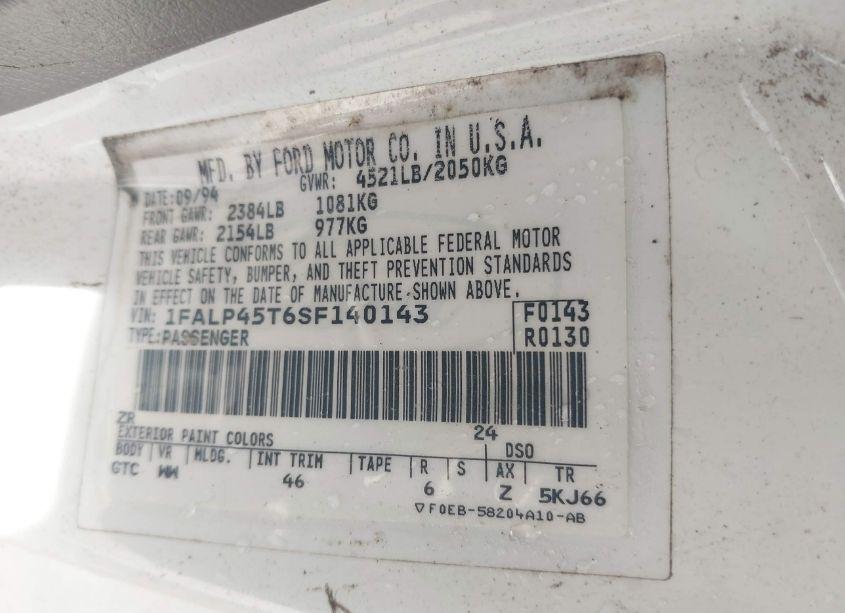 MFD. BY FORD MOTOR CO. IN U.S.A.
DATE: 09/94 GVWR: 4521LB/2050KG
FRONT GAWR: 2384LB 1081KG
REAR GAWR: 2154LB 977KG
THIS VEHICLE CONFORMS TO ALL APPLICABLE FEDERAL MOTOR
VEHICLE SAFETY, BUMPER, AND THEFT PREVENTION STANDARDS
IN EFFECT ON THE DATE OF MANUFACTURE SHOWN ABOVE.
VIN: 1FALP45T6SF140143 F0143
TYPE: PASSENGER R0130
ZR 24
EXTERIOR PAINT COLORS DSO
BODY VR MLDG. INT TRIM TAPE R S AX TR
GTC WW 46 6 Z 5KJ66
▽F0EB-58204A10-AB